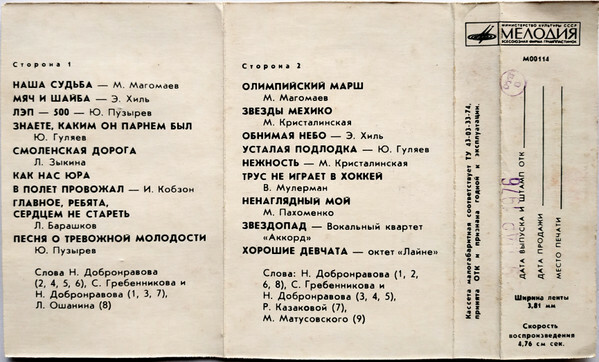 Сторона 1
НАША СУДЬБА — М. Магомаев
МЯЧ И ШАЙБА — Э. Хиль
ЛЭП — 500 — Ю. Пузырев
ЗНАЕТЕ, КАКИМ ОН ПАРНЕМ БЫЛ
Ю. Гуляев
СМОЛЕНСКАЯ ДОРОГА
Л. Зыкина
КАК НАС ЮРА
В ПОЛЕТ ПРОВОЖАЛ — И. Кобзон
ГЛАВНОЕ, РЕБЯТА,
СЕРДЦЕМ НЕ СТАРЕТЬ
Л. Барашков
ПЕСНЯ О ТРЕВОЖНОЙ МОЛОДОСТИ
Ю. Пузырев
Слова Н. Добронравова
(2, 4, 5, 6), С. Гребенникова и
Н. Добронравова (1, 3, 7),
Л. Ошанина (8)
Сторона 2
ОЛИМПИЙСКИЙ МАРШ
М. Магомаев
ЗВЕЗДЫ МЕХИКО
М. Кристалинская
ОБНИМАЯ НЕБО — Э. Хиль
УСТАЛАЯ ПОДЛОДКА — Ю. Гуляев
НЕЖНОСТЬ — М. Кристалинская
ТРУС НЕ ИГРАЕТ В ХОККЕЙ
В. Мулерман
НЕНАГЛЯДНЫЙ МОЙ
М. Пахоменко
ЗВЕЗДОПАД — Вокальный квартет
«Аккорд»
ХОРОШИЕ ДЕВЧАТА — октет «Лайне»
Слова: Н. Добронравова (1, 2,
6, 8), С. Гребенникова и
Н. Добронравова (3, 4, 5),
Р. Казаковой (7),
М. Матусовского (9)
МИНИСТЕРСТВО КУЛЬТУРЫ СССР
МЕЛОДИЯ
ВСЕСОЮЗНАЯ ФИРМА ГРАМПЛАСТИНОК
М00114
Кассета малогабаритная соответствует ТУ 43-03-33-74,
принята ОТК и признана годной к эксплуатации.
ДАТА ВЫПУСКА И ШТАМП ОТК
ДАТА ПРОДАЖИ
МЕСТО ПЕЧАТИ
Ширина ленты
3,81 мм
Скорость
воспроизведения
4,76 см сек.